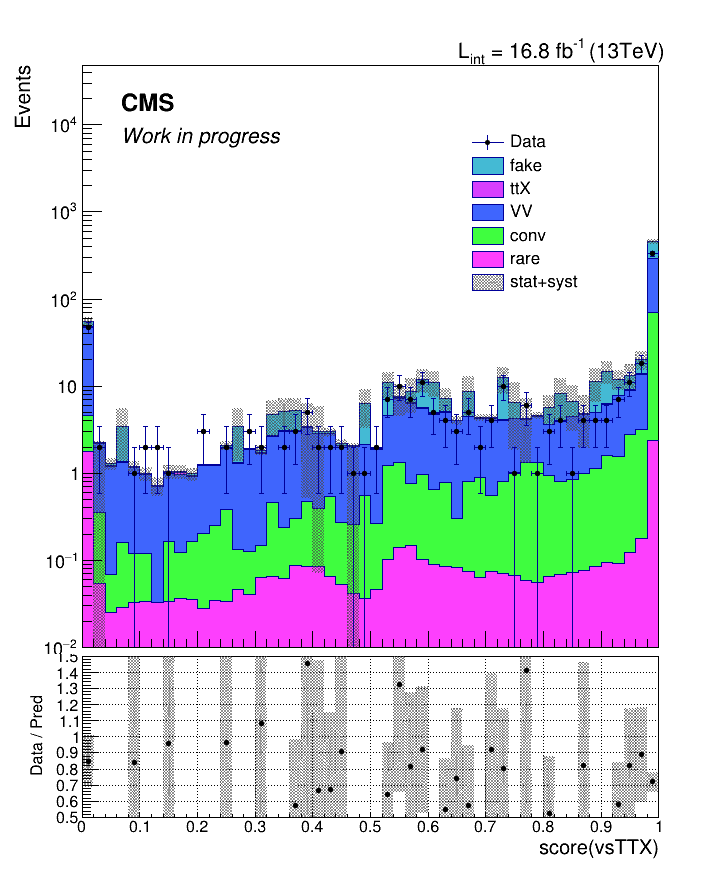 L_int = 16.8 fb^-1 (13TeV)
Events
CMS
Work in progress
Data
fake
ttX
VV
conv
rare
stat+syst
10^4
10^3
10^2
10
1
10^-1
10^-2
Data / Pred
1.5
1.4
1.3
1.2
1.1
1
0.9
0.8
0.7
0.6
0.5
0 0.1 0.2 0.3 0.4 0.5 0.6 0.7 0.8 0.9 1
score(vsTTX)